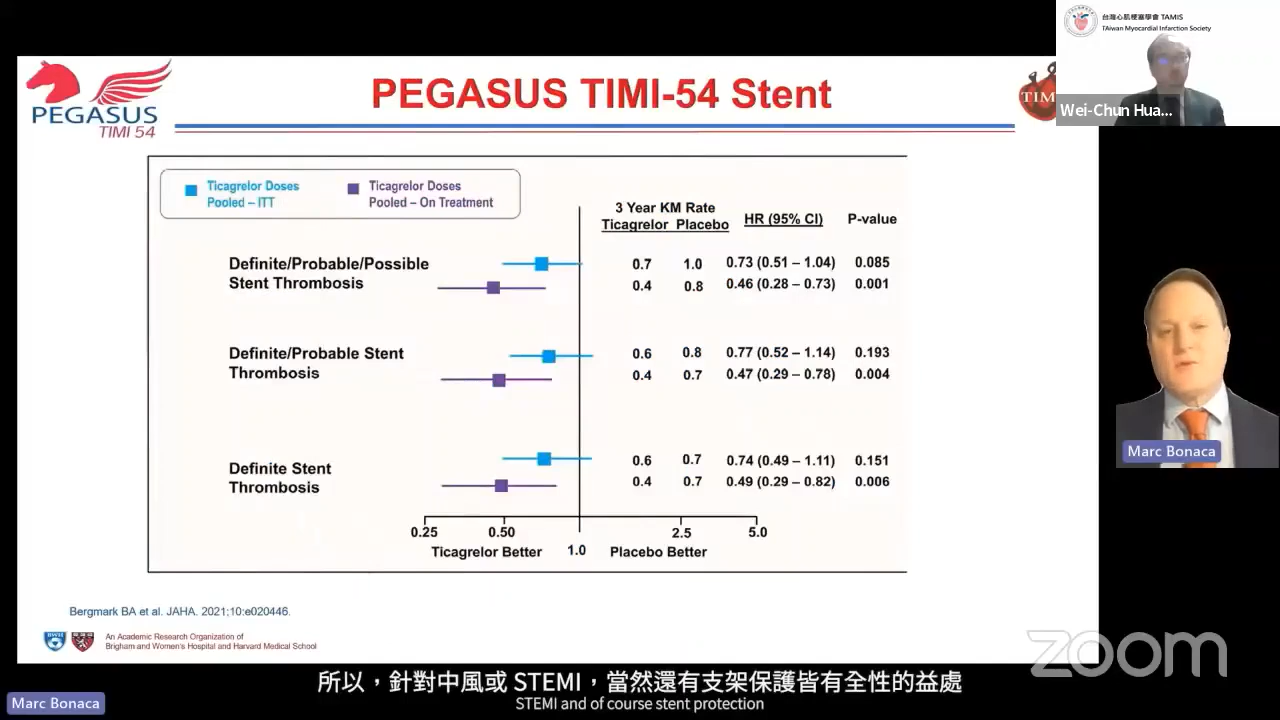 台灣心肌梗塞學會 TAMIS
TAiwan Myocardial Infarction Society
Wei-Chun Hua...
PEGASUS
TIMI 54
PEGASUS TIMI-54 Stent
TIM
Ticagrelor Doses
Pooled – ITT
Ticagrelor Doses
Pooled – On Treatment
3 Year KM Rate
Ticagrelor Placebo HR (95% CI) P-value
Definite/Probable/Possible
Stent Thrombosis
0.7 1.0 0.73 (0.51 – 1.04) 0.085
0.4 0.8 0.46 (0.28 – 0.73) 0.001
Definite/Probable Stent
Thrombosis
0.6 0.8 0.77 (0.52 – 1.14) 0.193
0.4 0.7 0.47 (0.29 – 0.78) 0.004
Definite Stent
Thrombosis
0.6 0.7 0.74 (0.49 – 1.11) 0.151
0.4 0.7 0.49 (0.29 – 0.82) 0.006
0.25 0.50 1.0 2.5 5.0
Ticagrelor Better Placebo Better
Bergmark BA et al. JAHA. 2021;10:e020446.
BWH
An Academic Research Organization of
Brigham and Women's Hospital and Harvard Medical School
Marc Bonaca
zoom
所以，針對中風或 STEMI，當然還有支架保護皆有全性的益處
STEMI and of course stent protection
Marc Bonaca